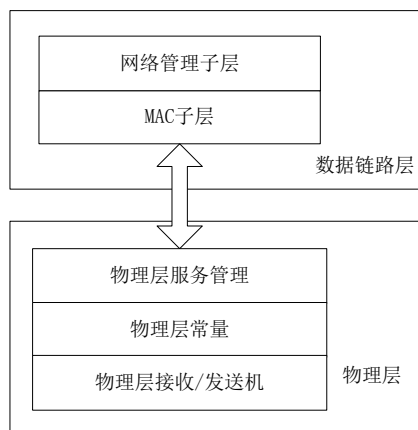 网络管理子层
MAC子层
数据链路层
物理层服务管理
物理层常量
物理层接收/发送机
物理层